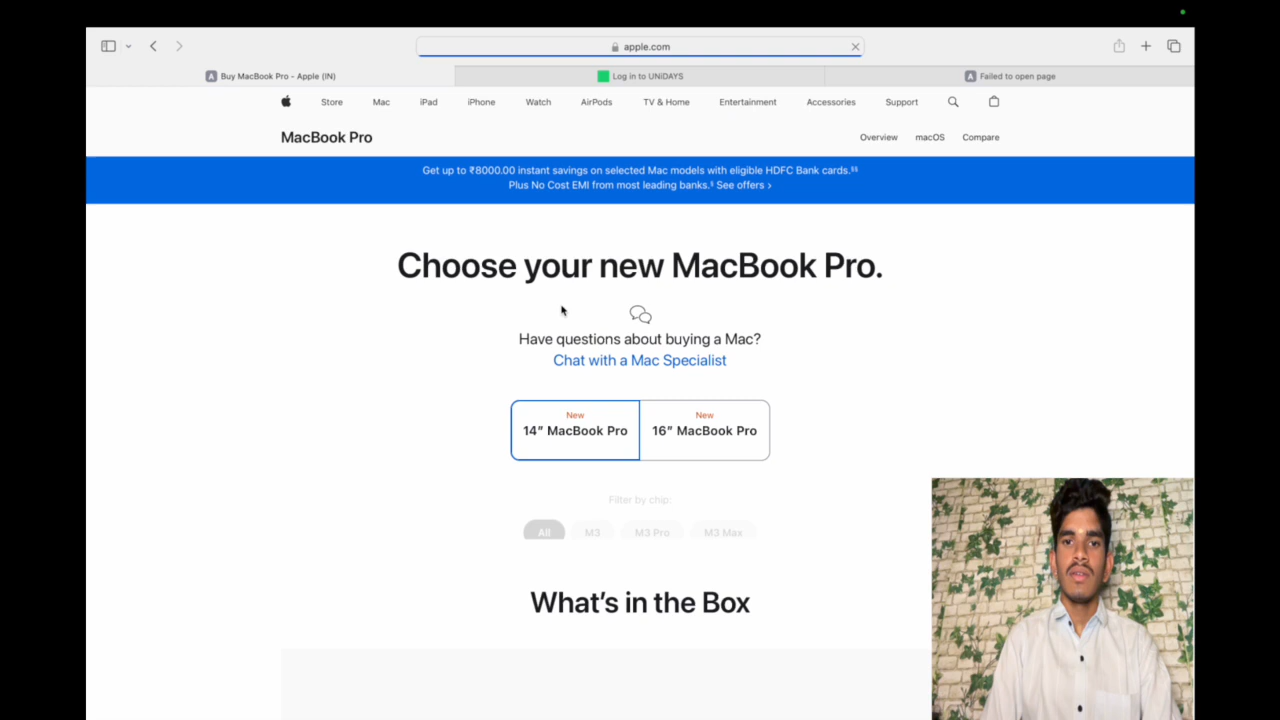 apple.com
Buy MacBook Pro - Apple (IN)
Log in to UNiDAYS
Failed to open page
Store
Mac
iPad
iPhone
Watch
AirPods
TV & Home
Entertainment
Accessories
Support
MacBook Pro
Overview
macOS
Compare
Get up to ₹8000.00 instant savings on selected Mac models with eligible HDFC Bank cards.§§
Plus No Cost EMI from most leading banks.§ See offers >
Choose your new MacBook Pro.
Have questions about buying a Mac?
Chat with a Mac Specialist
New
14” MacBook Pro
New
16” MacBook Pro
Filter by chip:
All
M3
M3 Pro
M3 Max
What’s in the Box